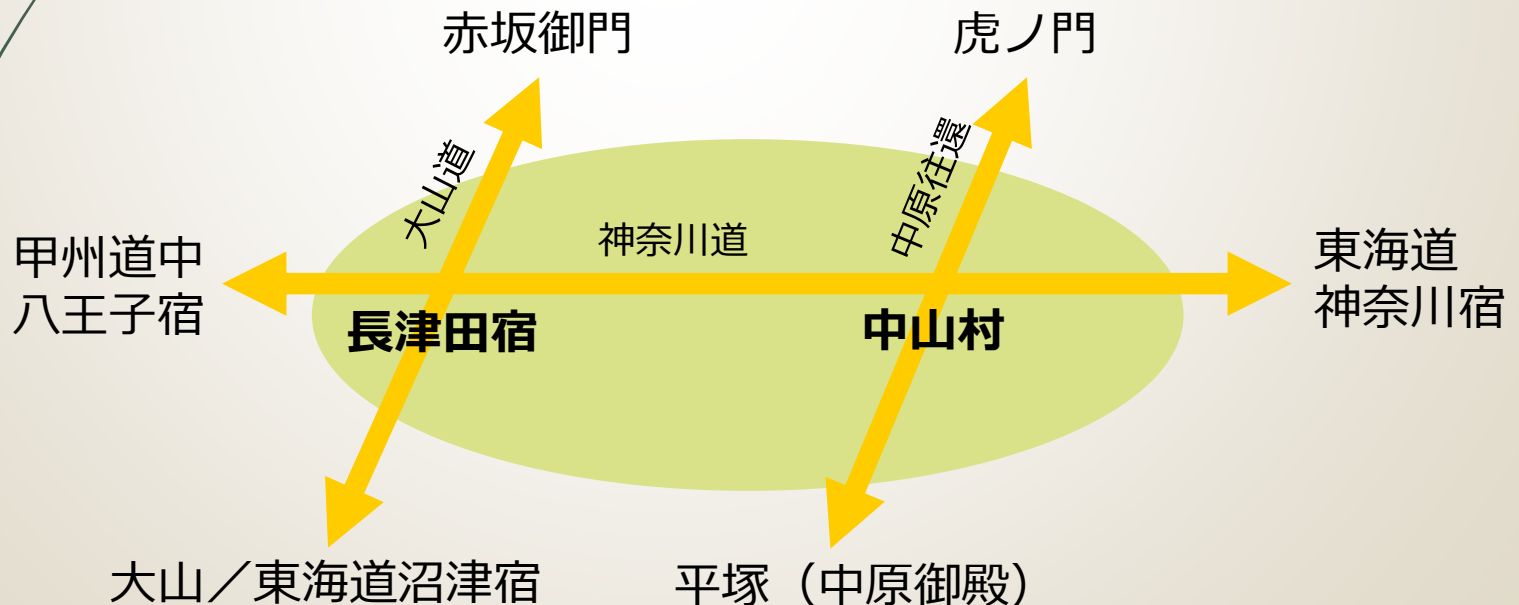 赤坂御門
虎ノ門
大山道
中原往還
神奈川道
甲州道中
八王子宿
東海道
神奈川宿
長津田宿
中山村
大山／東海道沼津宿
平塚（中原御殿）